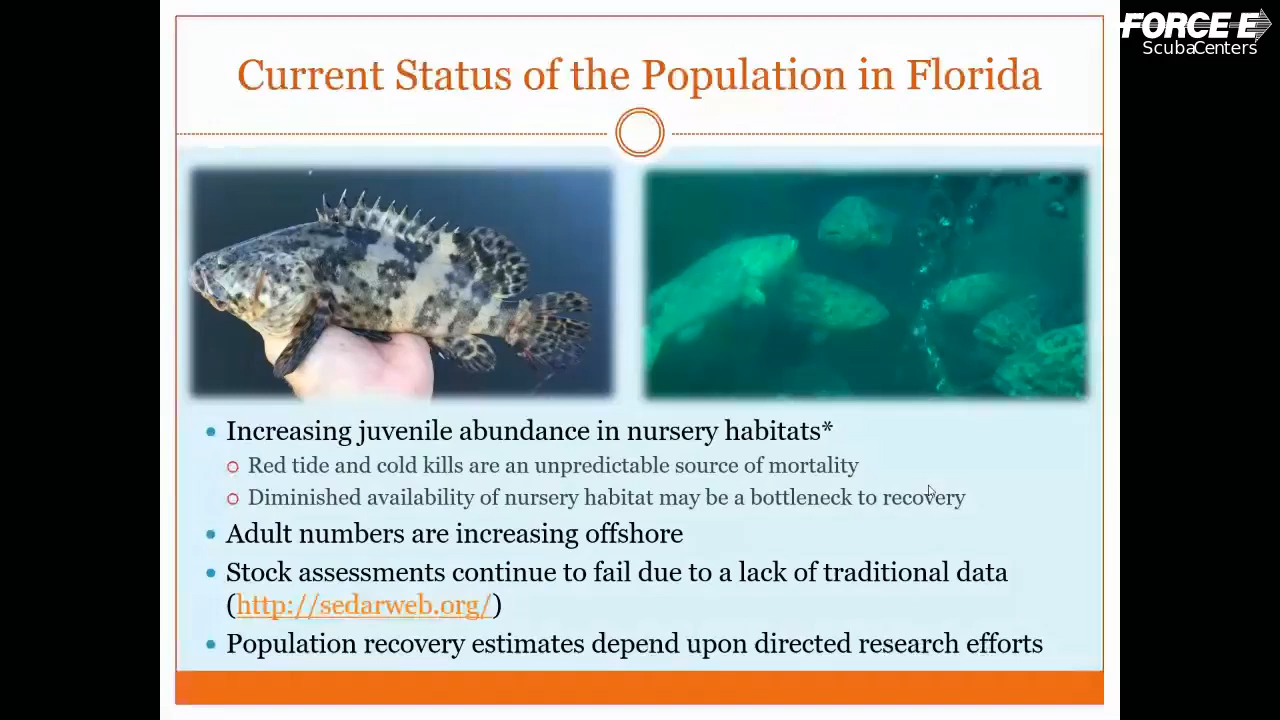 FORCE-E
ScubaCenters
Current Status of the Population in Florida
Increasing juvenile abundance in nursery habitats*
Red tide and cold kills are an unpredictable source of mortality
Diminished availability of nursery habitat may be a bottleneck to recovery
Adult numbers are increasing offshore
Stock assessments continue to fail due to a lack of traditional data
(http://sedarweb.org/)
Population recovery estimates depend upon directed research efforts